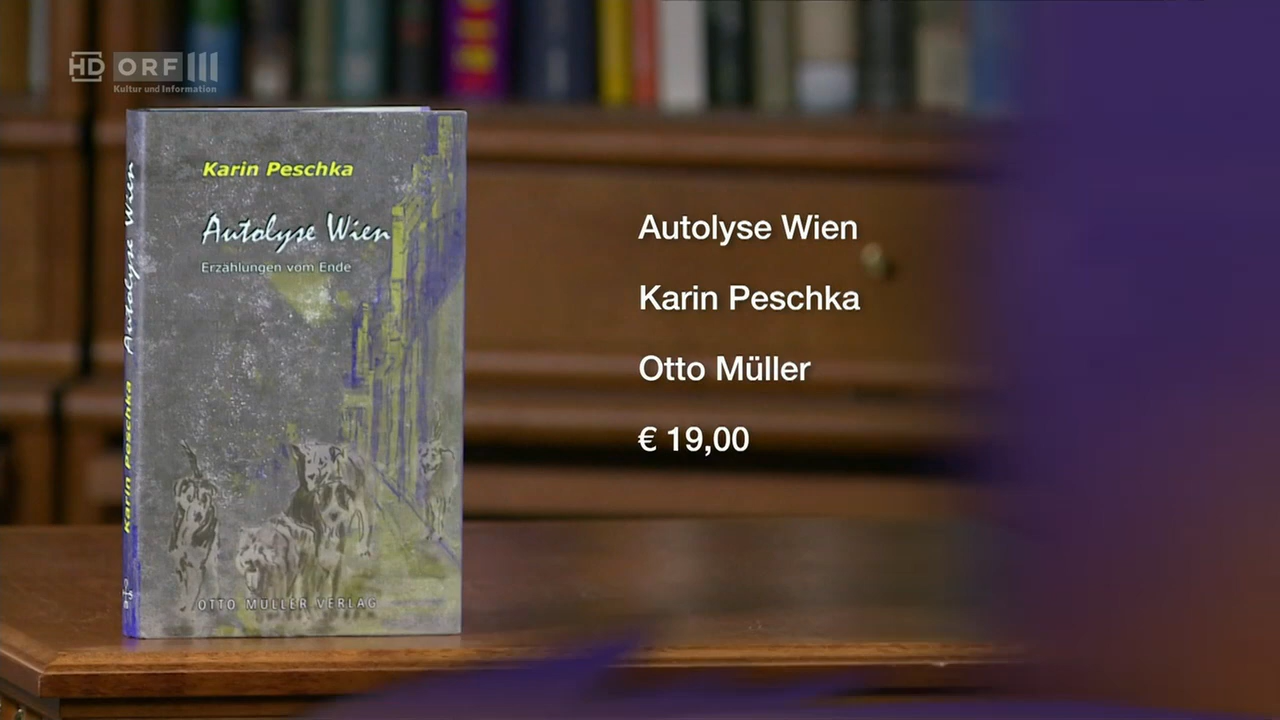 HD ORF III
Kultur und Information
Karin Peschka
Autolyse Wien
Erzählungen vom Ende
OTTO MÜLLER VERLAG
Karin Peschka Autolyse Wien
Autolyse Wien
Karin Peschka
Otto Müller
€ 19,00